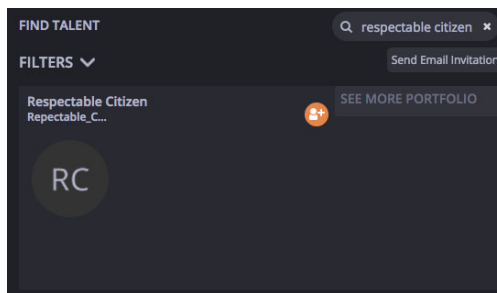 FIND TALENT
respectable citizen ×
FILTERS
Send Email Invitation
Respectable Citizen
Repectable_C...
SEE MORE PORTFOLIO
RC